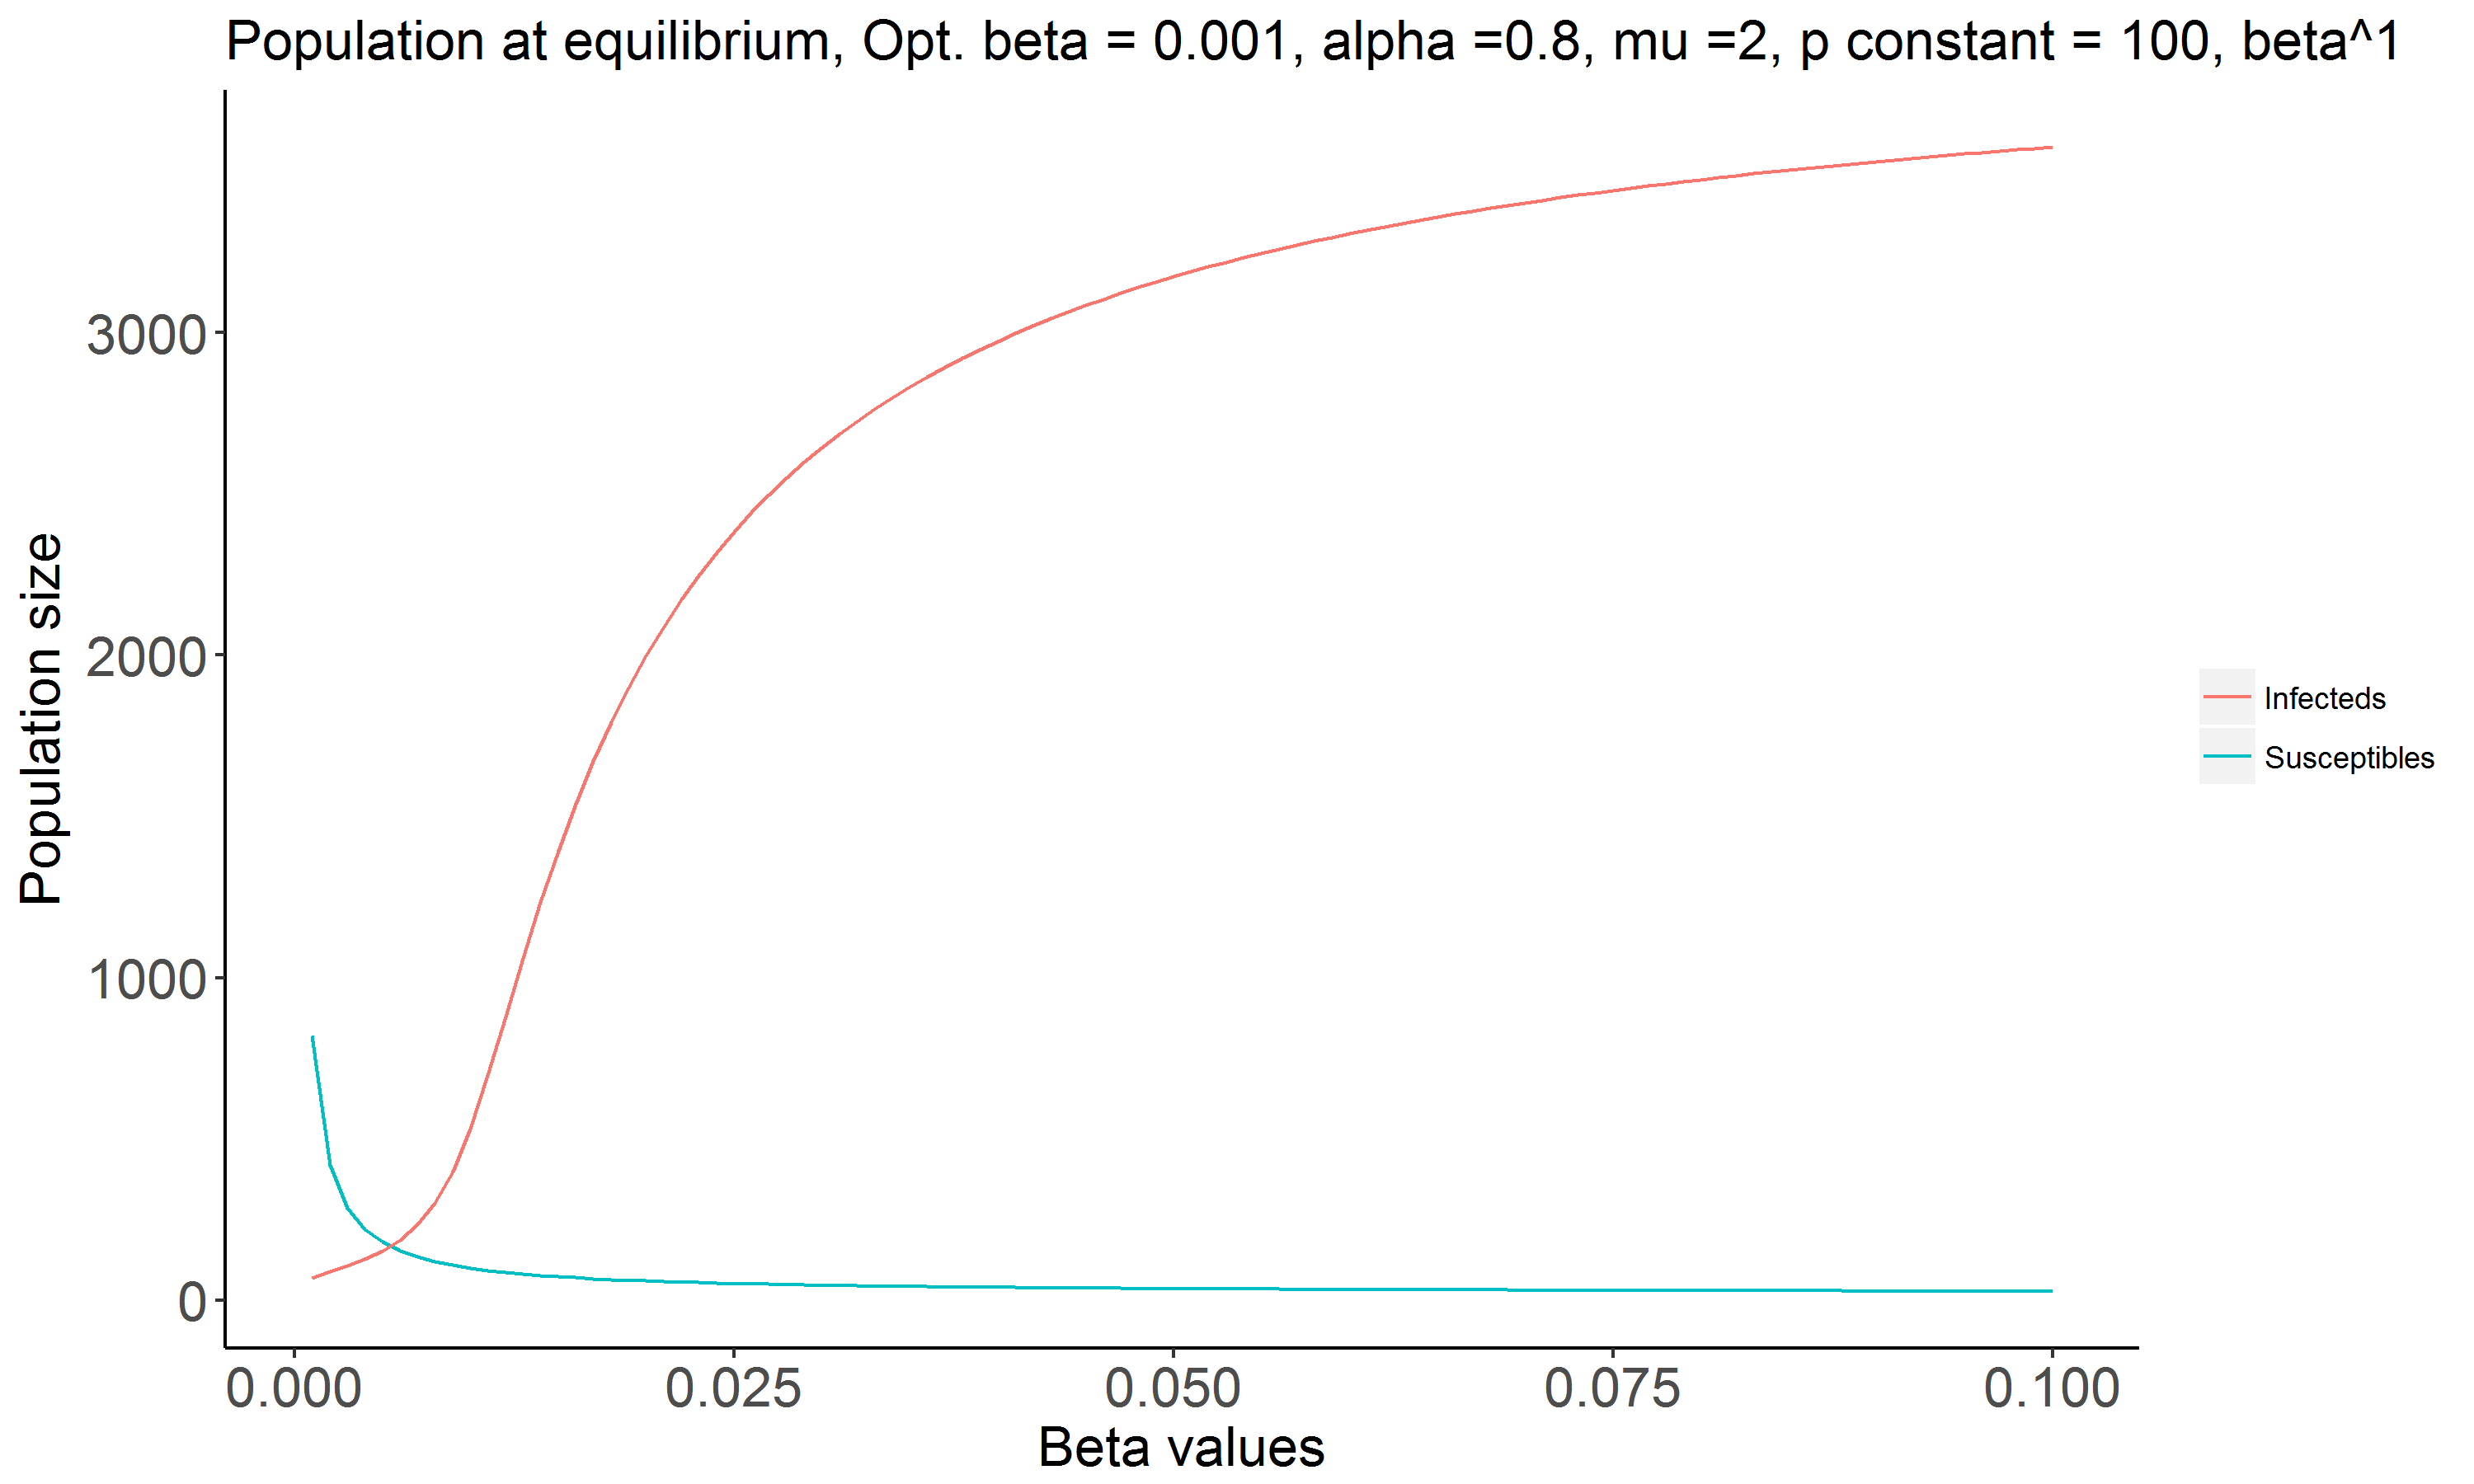 Population at equilibrium, Opt. beta = 0.001, alpha =0.8, mu =2, p constant = 100, beta^1
Population size
3000
2000
1000
0
0.000 0.025 0.050 0.075 0.100
Beta values
Infecteds
Susceptibles